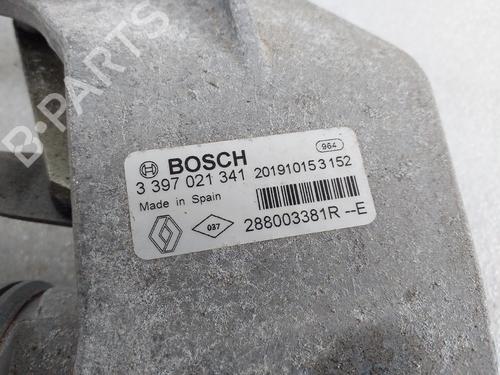 B-PARTS
BOSCH
964
3 397 021 341 201910153152
Made in Spain
037
288003381R --E